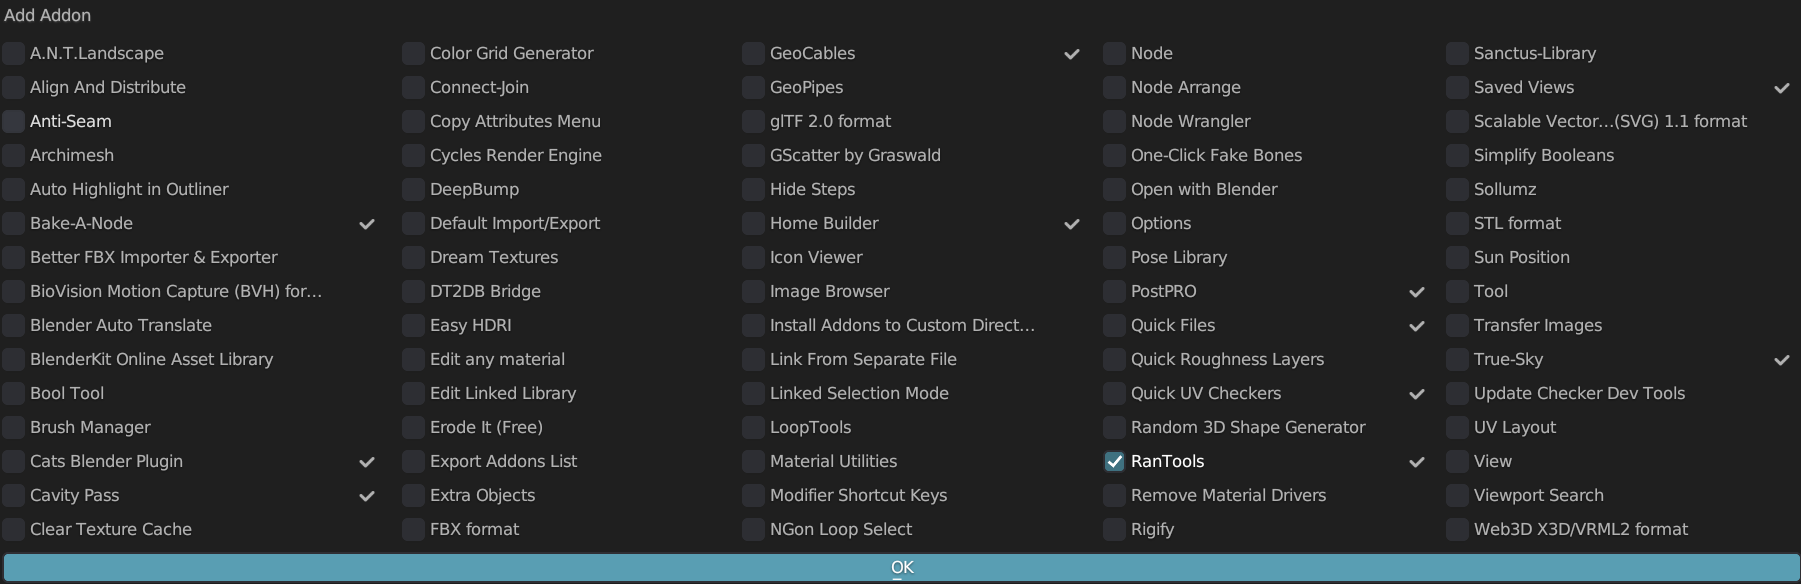 Add Addon
A.N.T.Landscape
Align And Distribute
Anti-Seam
Archimesh
Auto Highlight in Outliner
Bake-A-Node
Better FBX Importer & Exporter
BioVision Motion Capture (BVH) for...
Blender Auto Translate
BlenderKit Online Asset Library
Bool Tool
Brush Manager
Cats Blender Plugin
Cavity Pass
Clear Texture Cache
Color Grid Generator
Connect-Join
Copy Attributes Menu
Cycles Render Engine
DeepBump
Default Import/Export
Dream Textures
DT2DB Bridge
Easy HDRI
Edit any material
Edit Linked Library
Erode It (Free)
Export Addons List
Extra Objects
FBX format
GeoCables
GeoPipes
glTF 2.0 format
GScatter by Graswald
Hide Steps
Home Builder
Icon Viewer
Image Browser
Install Addons to Custom Direct...
Link From Separate File
Linked Selection Mode
LoopTools
Material Utilities
Modifier Shortcut Keys
NGon Loop Select
Node
Node Arrange
Node Wrangler
One-Click Fake Bones
Open with Blender
Options
Pose Library
PostPRO
Quick Files
Quick Roughness Layers
Quick UV Checkers
Random 3D Shape Generator
RanTools
Remove Material Drivers
Rigify
Sanctus-Library
Saved Views
Scalable Vector...(SVG) 1.1 format
Simplify Booleans
Sollumz
STL format
Sun Position
Tool
Transfer Images
True-Sky
Update Checker Dev Tools
UV Layout
View
Viewport Search
Web3D X3D/VRML2 format
OK